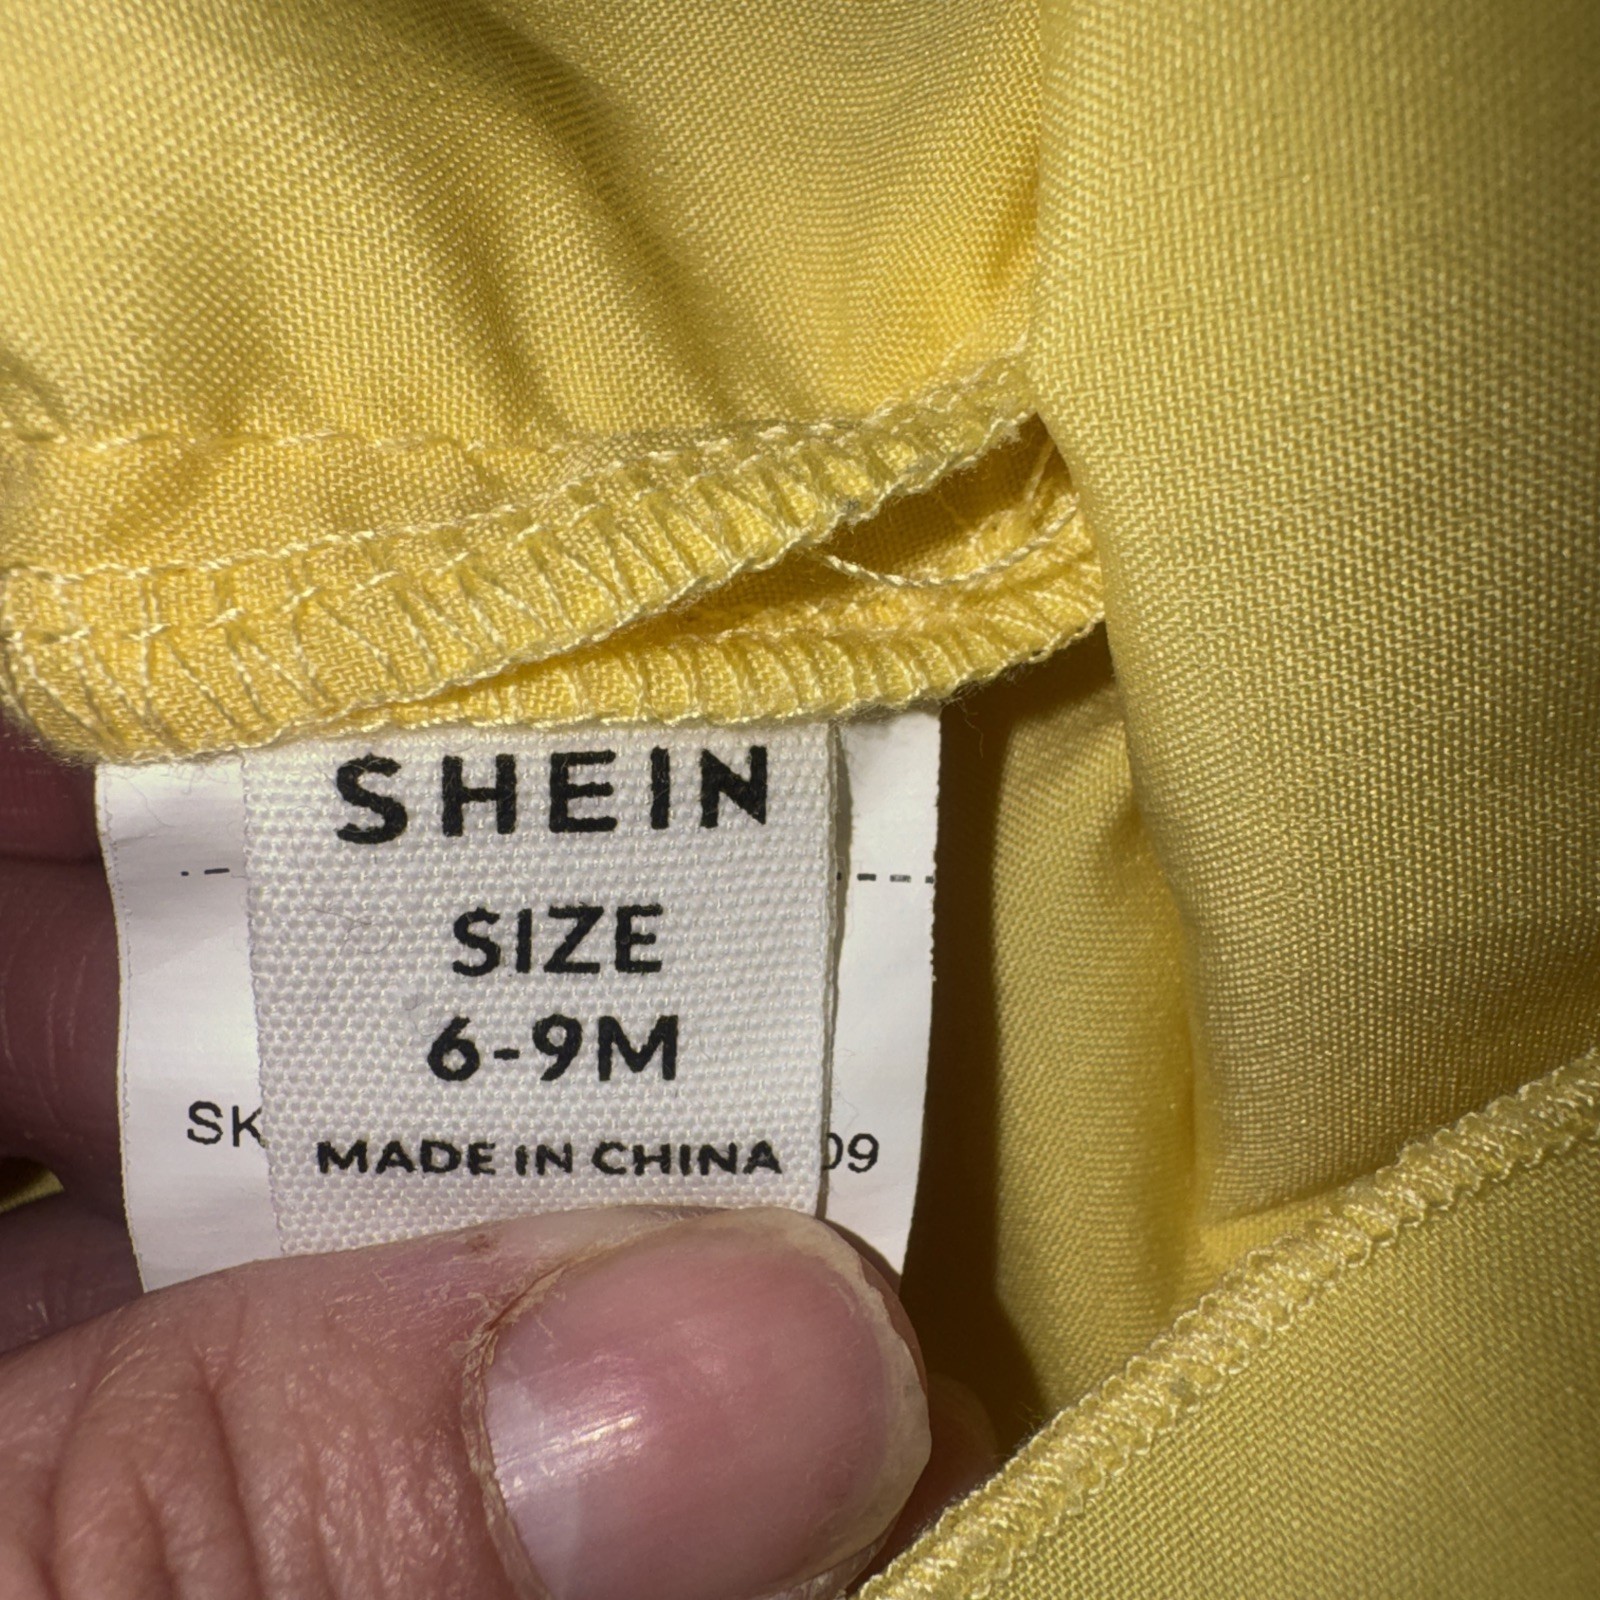 SHEIN
SIZE
6-9M
SK
09
MADE IN CHINA